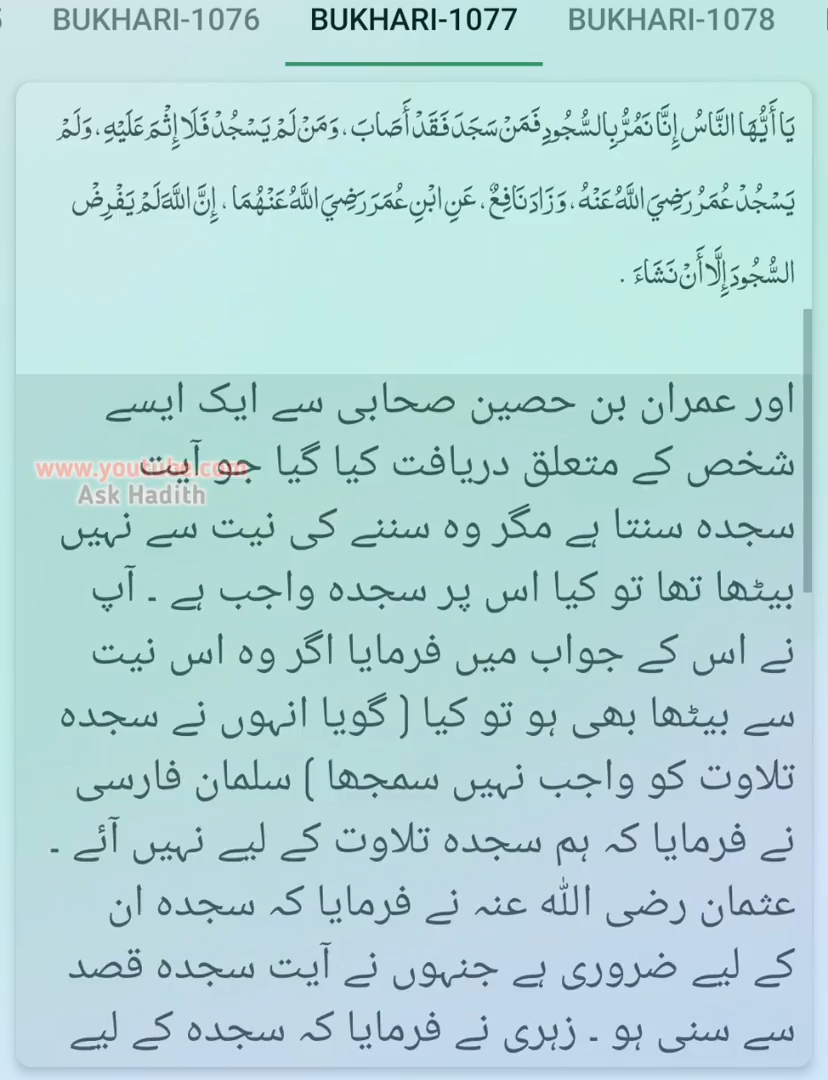 BUKHARI-1076 BUKHARI-1077 BUKHARI-1078
يَا أَيُّهَا النَّاسُ إِنَّا نَمُرُّ بِالسُّجُودِ فَمَنْ سَجَدَ فَقَدْ أَصَابَ ، وَمَنْ لَمْ يَسْجُدْ فَلَا إِثْمَ عَلَيْهِ ، وَلَمْ
يَسْجُدْ عُمَرُ رَضِيَ اللَّهُ عَنْهُ ، وَزَادَ نَافِعٌ ، عَنِ ابْنِ عُمَرَ رَضِيَ اللَّهُ عَنْهُمَا ، إِنَّ اللَّهَ لَمْ يَفْرِضْ
السُّجُودَ إِلَّا أَنْ نَشَاءَ .
اور عمران بن حصین صحابی سے ایک ایسے
شخص کے متعلق دریافت کیا گیا جو آیت
www.youtube.com
Ask Hadith
سجدہ سنتا ہے مگر وہ سننے کی نیت سے نہیں
بیٹھا تھا تو کیا اس پر سجدہ واجب ہے ۔ آپ
نے اس کے جواب میں فرمایا اگر وہ اس نیت
سے بیٹھا بھی ہو تو کیا ( گویا انہوں نے سجدہ
تلاوت کو واجب نہیں سمجھا ) سلمان فارسی
نے فرمایا کہ ہم سجدہ تلاوت کے لیے نہیں آئے ۔
عثمان رضی اللہ عنہ نے فرمایا کہ سجدہ ان
کے لیے ضروری ہے جنہوں نے آیت سجدہ قصد
سے سنی ہو ۔ زہری نے فرمایا کہ سجدہ کے لیے